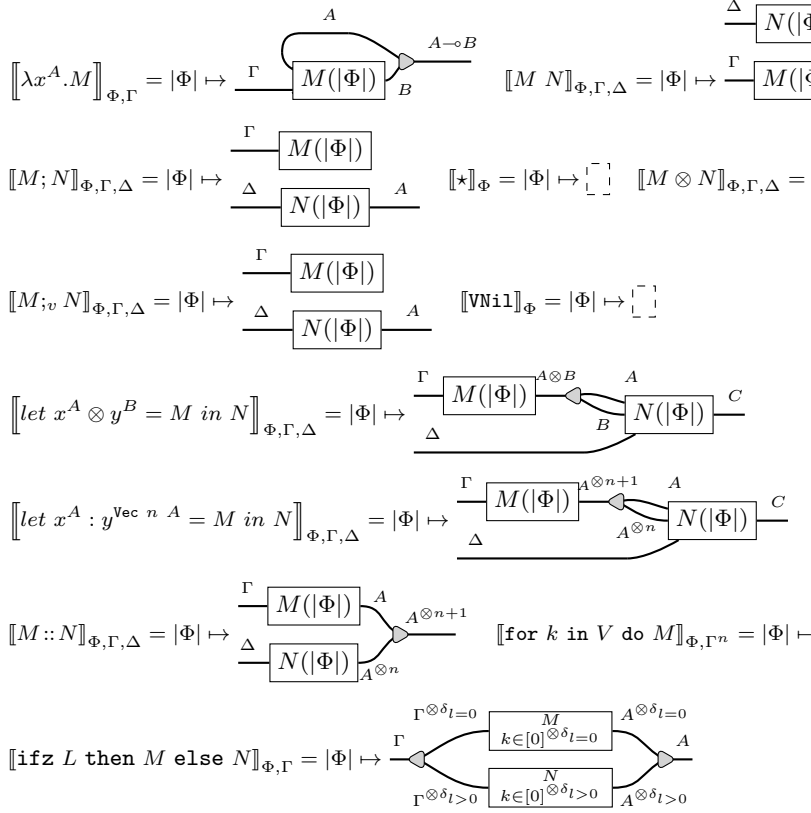 ⟦λx^A.M⟧_{Φ,Γ} = |Φ| ↦ Γ M(|Φ|) A B A⊸B ⟦M N⟧_{Φ,Γ,Δ} = |Φ| ↦ Δ N(|Φ Γ M(|Φ
⟦M; N⟧_{Φ,Γ,Δ} = |Φ| ↦ Γ M(|Φ|) Δ N(|Φ|) A ⟦⋆⟧_Φ = |Φ| ↦ ⟦M ⊗ N⟧_{Φ,Γ,Δ} =
⟦M;_v N⟧_{Φ,Γ,Δ} = |Φ| ↦ Γ M(|Φ|) Δ N(|Φ|) A ⟦VNil⟧_Φ = |Φ| ↦
⟦let x^A ⊗ y^B = M in N⟧_{Φ,Γ,Δ} = |Φ| ↦ Γ M(|Φ|) A⊗B A B Δ N(|Φ|) C
⟦let x^A : y^{Vec n A} = M in N⟧_{Φ,Γ,Δ} = |Φ| ↦ Γ M(|Φ|) A^{⊗n+1} A A^{⊗n} Δ N(|Φ|) C
⟦M :: N⟧_{Φ,Γ,Δ} = |Φ| ↦ Γ M(|Φ|) A Δ N(|Φ|) A^{⊗n} A^{⊗n+1} ⟦for k in V do M⟧_{Φ,Γ^n} = |Φ| ↦
⟦ifz L then M else N⟧_{Φ,Γ} = |Φ| ↦ Γ Γ^{⊗δ_{l=0}} M k∈[0]^{⊗δ_{l=0}} A^{⊗δ_{l=0}} Γ^{⊗δ_{l>0}} N k∈[0]^{⊗δ_{l>0}} A^{⊗δ_{l>0}} A